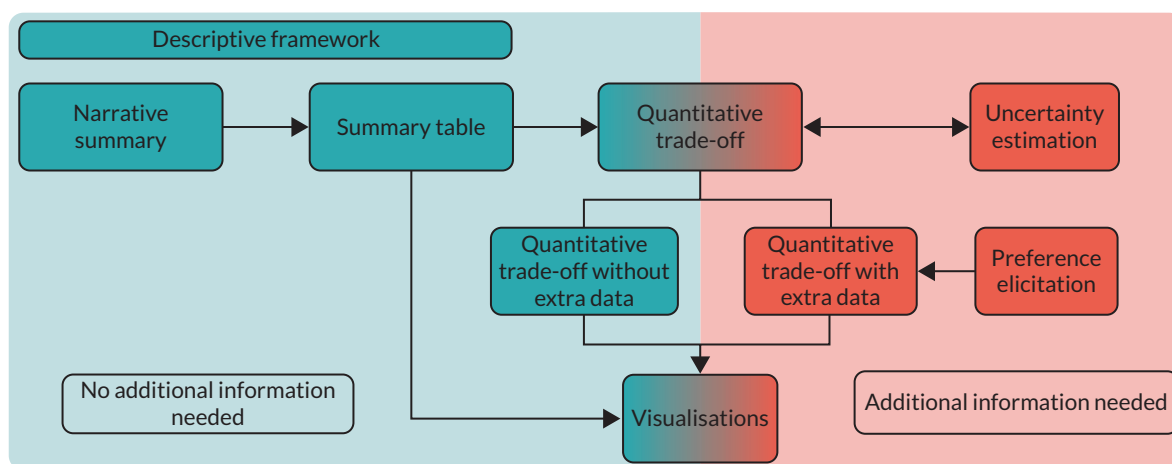 Descriptive framework
Narrative
summary
Summary table
Quantitative
trade-off
Uncertainty
estimation
Quantitative
trade-off without
extra data
Quantitative
trade-off with
extra data
Preference
elicitation
No additional information
needed
Visualisations
Additional information needed